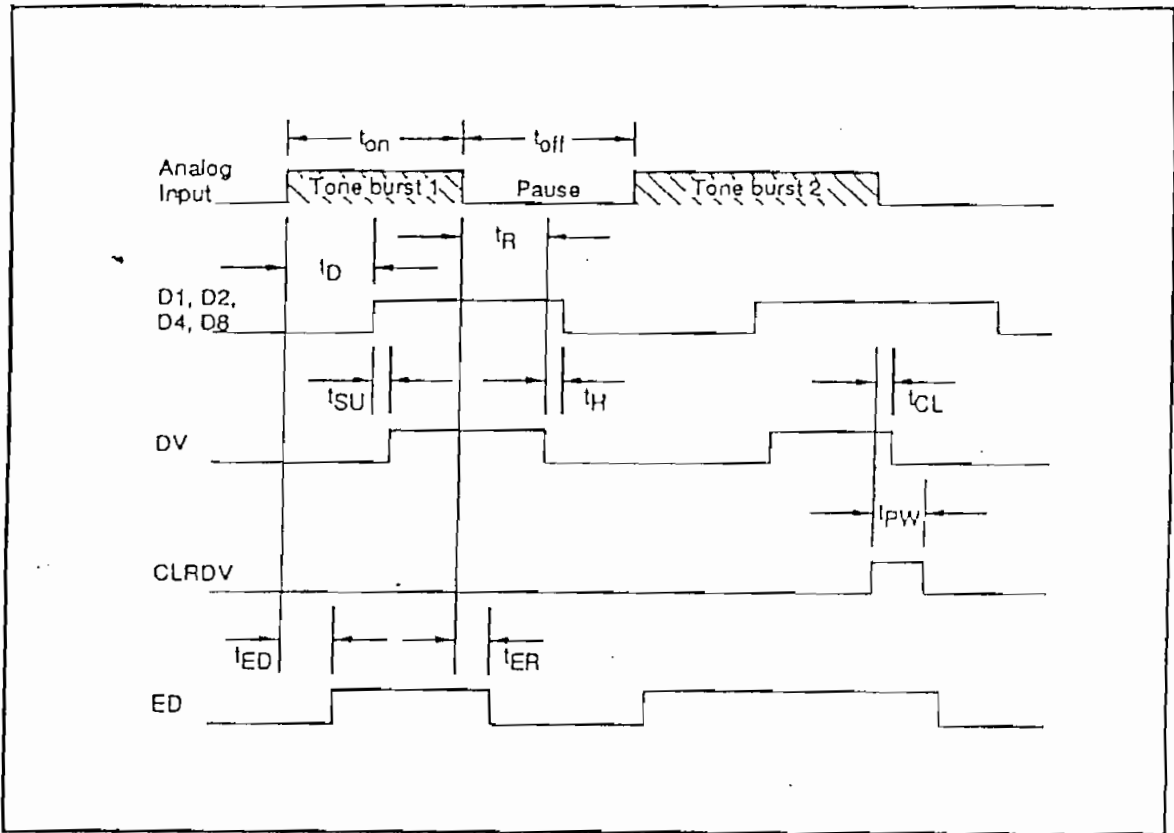 ton
toff
Analog
Input
Tone burst 1
Pause
Tone burst 2
tR
tD
D1, D2,
D4, D8
tSU
tH
tCL
DV
tPW
CLRDV
tED
tER
ED